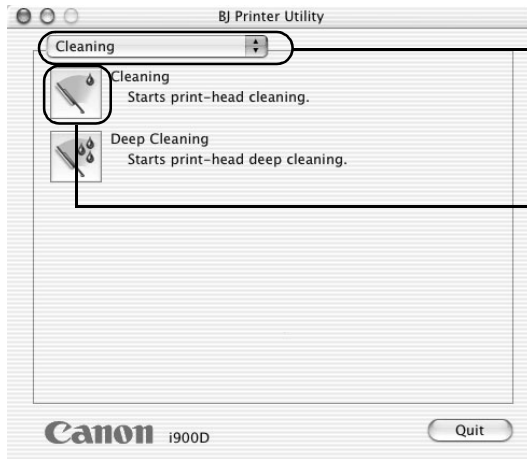 BJ Printer Utility
Cleaning
Cleaning
Starts print-head cleaning.
Deep Cleaning
Starts print-head deep cleaning.
Canon i900D
Quit